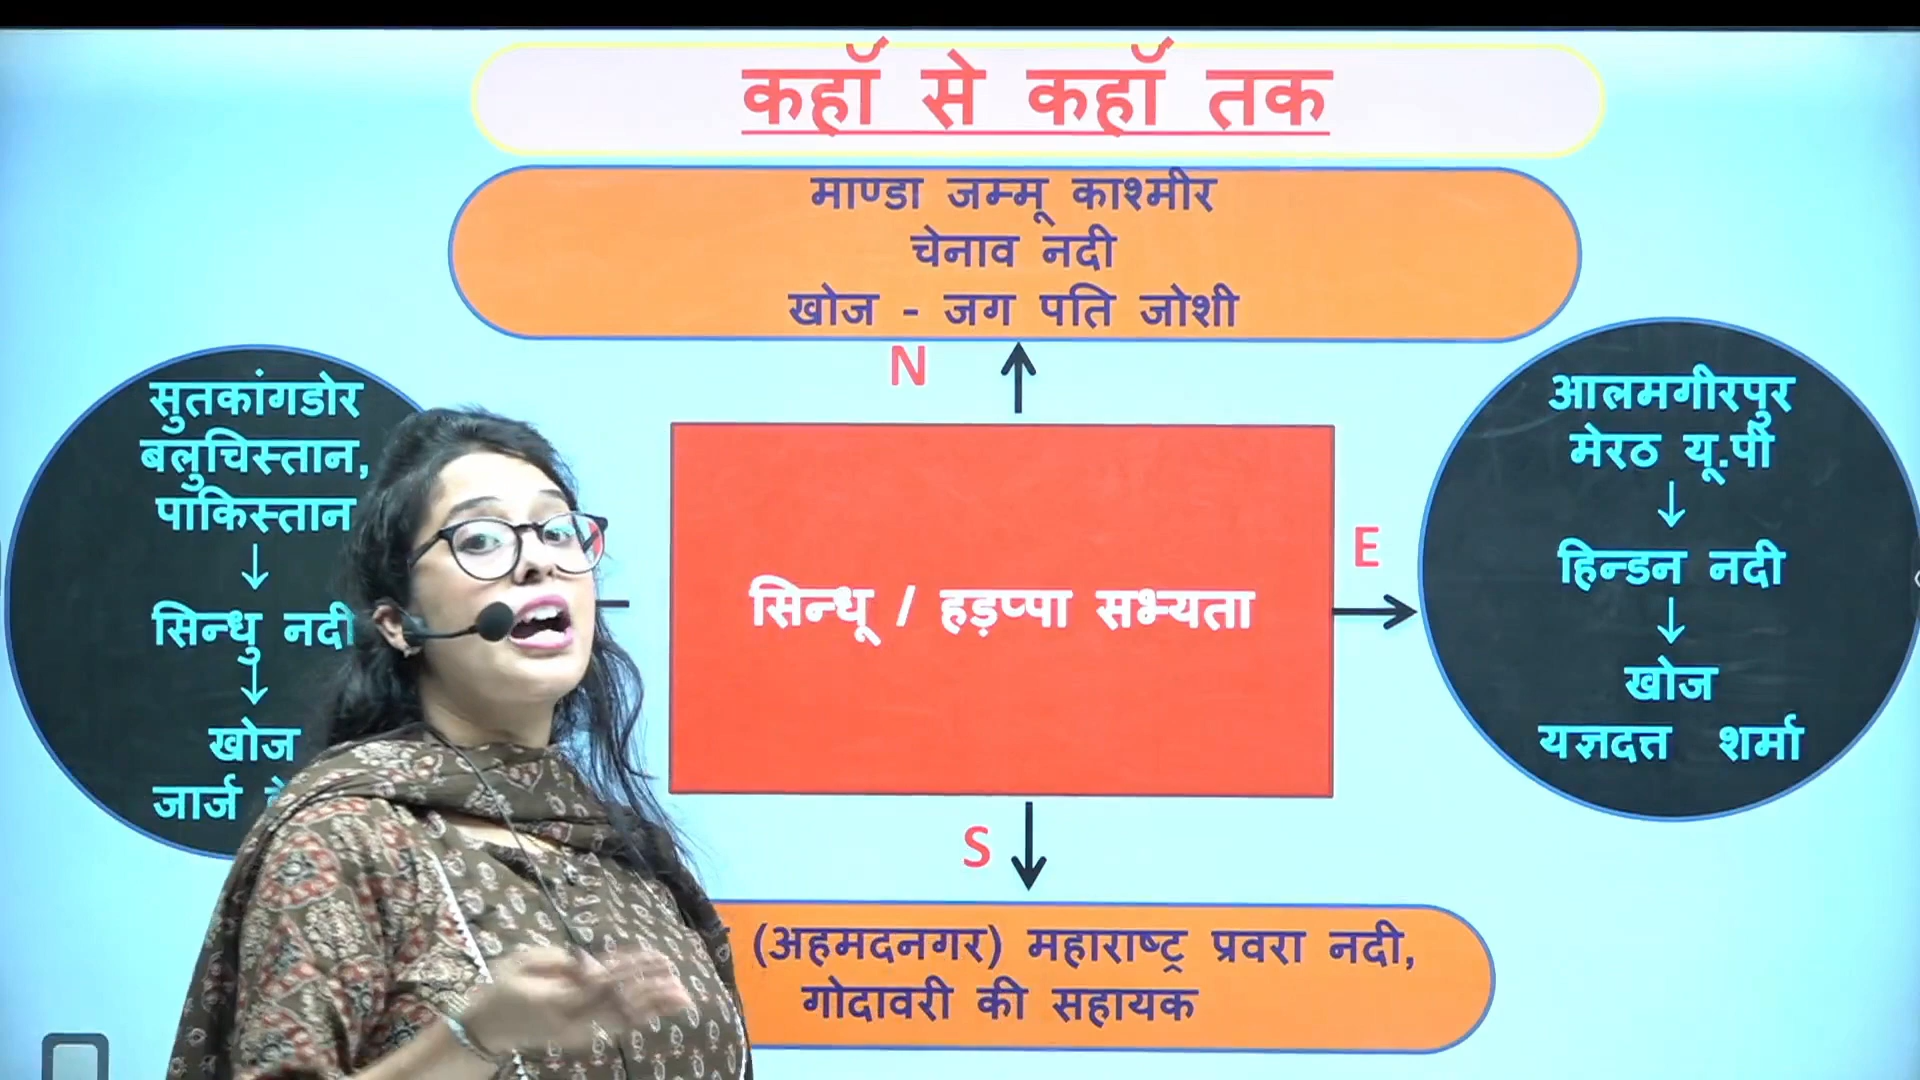 कहॉ से कहॉ तक
माण्डा जम्मू काश्मीर
चेनाव नदी
खोज - जग पति जोशी
N
सुतकांगडोर
बलुचिस्तान,
पाकिस्तान
↓
सिन्धु नदी
↓
खोज
जार्ज
सिन्धू / हड़प्पा सभ्यता
E
आलमगीरपुर
मेरठ यू.पी
↓
हिन्डन नदी
↓
खोज
यज्ञदत्त शर्मा
S
(अहमदनगर) महाराष्ट्र प्रवरा नदी,
गोदावरी की सहायक